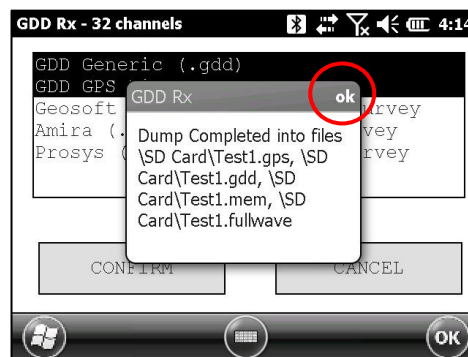 GDD Rx - 32 channels 4:14
GDD Generic (.gdd)
GDD GPS
Geosoft urvey
Amira (. vey
Prosys ( rvey
GDD Rx ok
Dump Completed into files
\SD Card\Test1.gps, \SD
Card\Test1.gdd, \SD
Card\Test1.mem, \SD
Card\Test1.fullwave
CONFIRM CANCEL
OK